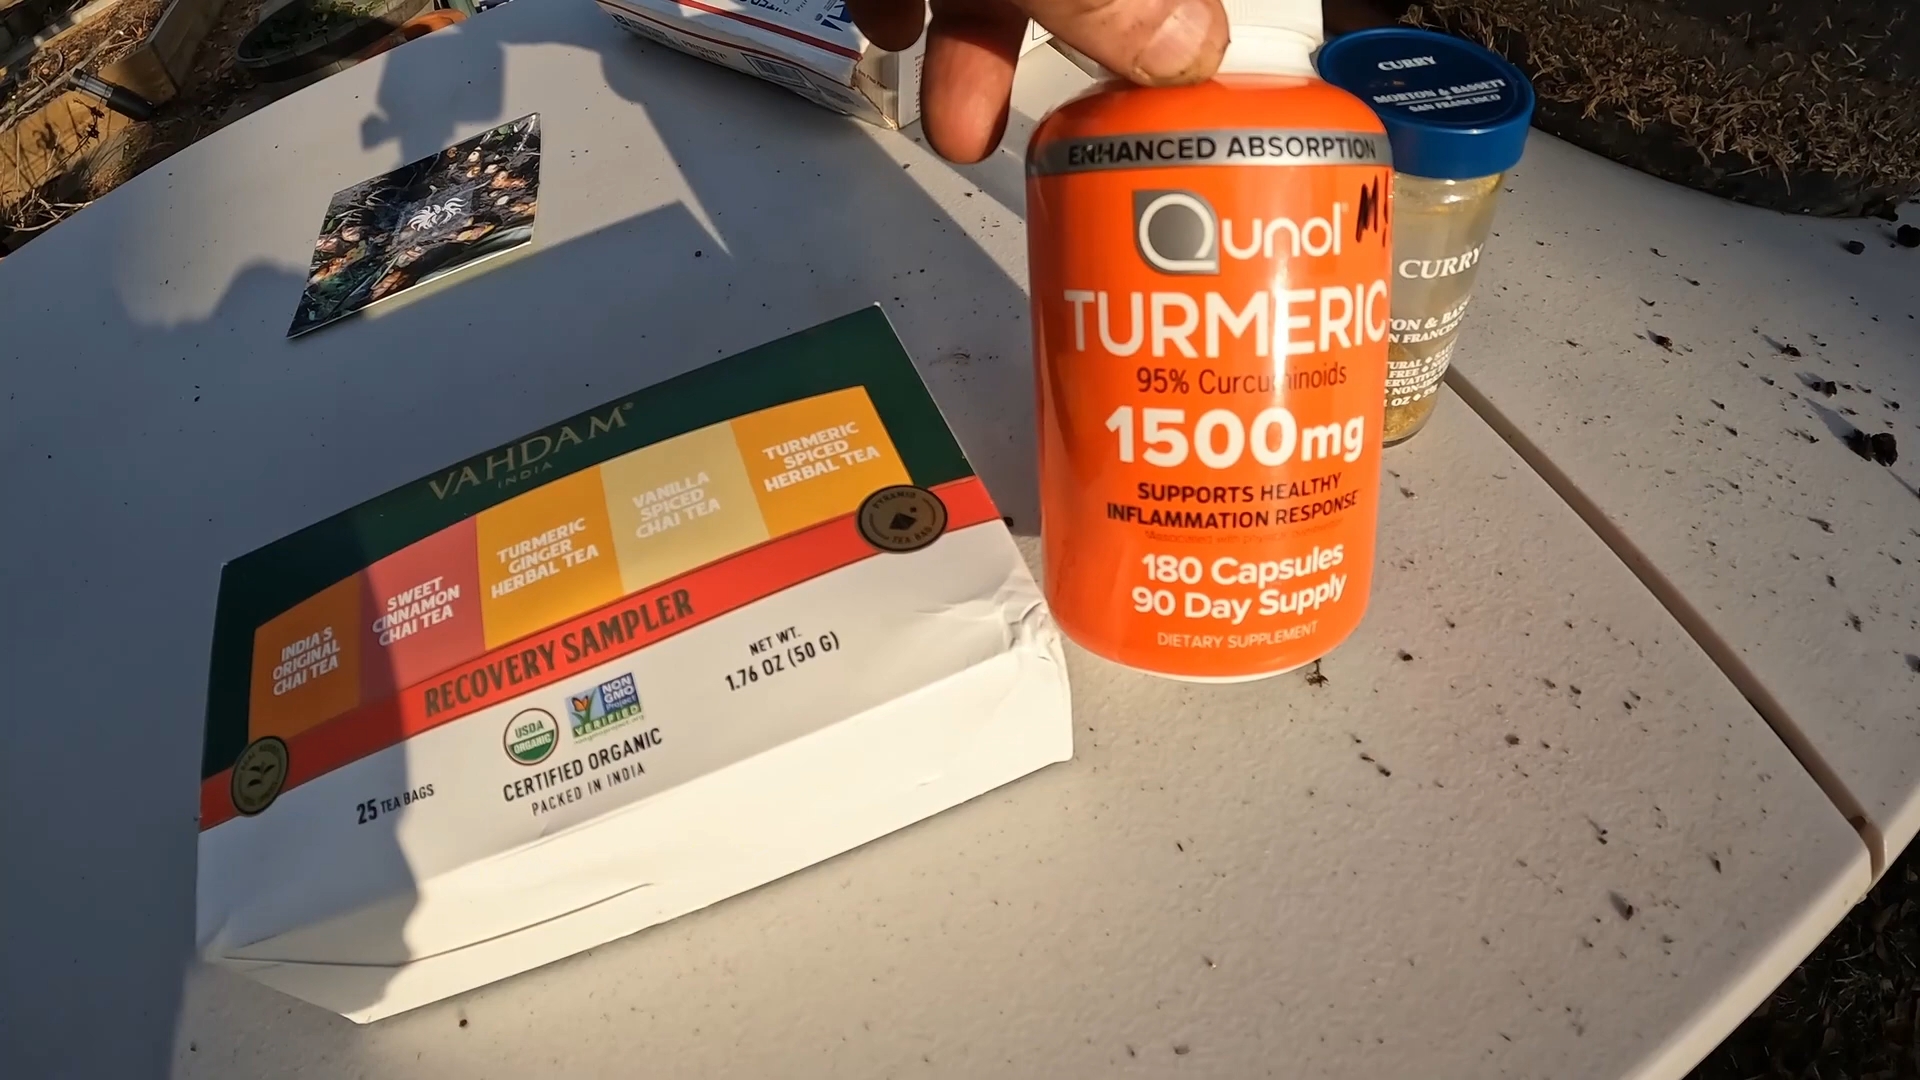 VAHDAM®
INDIA
INDIA'S
ORIGINAL
CHAI TEA
SWEET
CINNAMON
CHAI TEA
TURMERIC
GINGER
HERBAL TEA
VANILLA
SPICED
CHAI TEA
TURMERIC
SPICED
HERBAL TEA
PYRAMID
TEA BAGS
RECOVERY SAMPLER
NET WT.
1.76 OZ (50 G)
USDA
ORGANIC
NON
GMO
Project
VERIFIED
CERTIFIED ORGANIC
PACKED IN INDIA
25 TEA BAGS
ENHANCED ABSORPTION
Qunol
TURMERIC
95% Curcuminoids
1500mg
SUPPORTS HEALTHY
INFLAMMATION RESPONSE
180 Capsules
90 Day Supply
DIETARY SUPPLEMENT
CURRY
MORTON & BASSETT
SAN FRANCISCO
CURRY